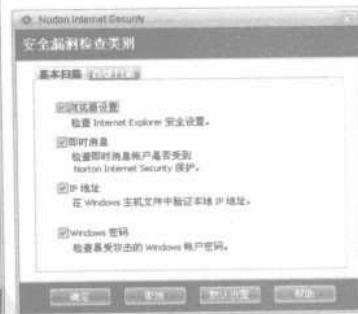 Norton Internet Security
安全漏洞检查类别
基本扫描
浏览器设置
检查 Internet Explorer 安全设置。
即时消息
检查即时消息帐户是否受到
Norton Internet Security 保护。
IP 地址
在 Windows 主机文件中验证本地 IP 地址。
Windows 密码
检查易受攻击的 Windows 帐户密码。
确定
取消
默认设置
帮助